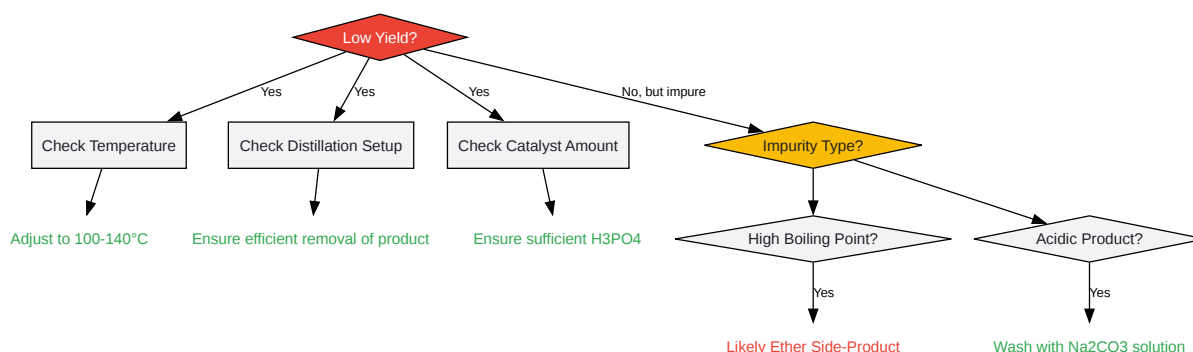 Low Yield?
Yes
Yes
Yes
No, but impure
Check Temperature
Check Distillation Setup
Check Catalyst Amount
Impurity Type?
Adjust to 100-140°C
Ensure efficient removal of product
Ensure sufficient H3PO4
High Boiling Point?
Acidic Product?
Yes
Yes
Likely Ether Side-Product
Wash with Na2CO3 solution